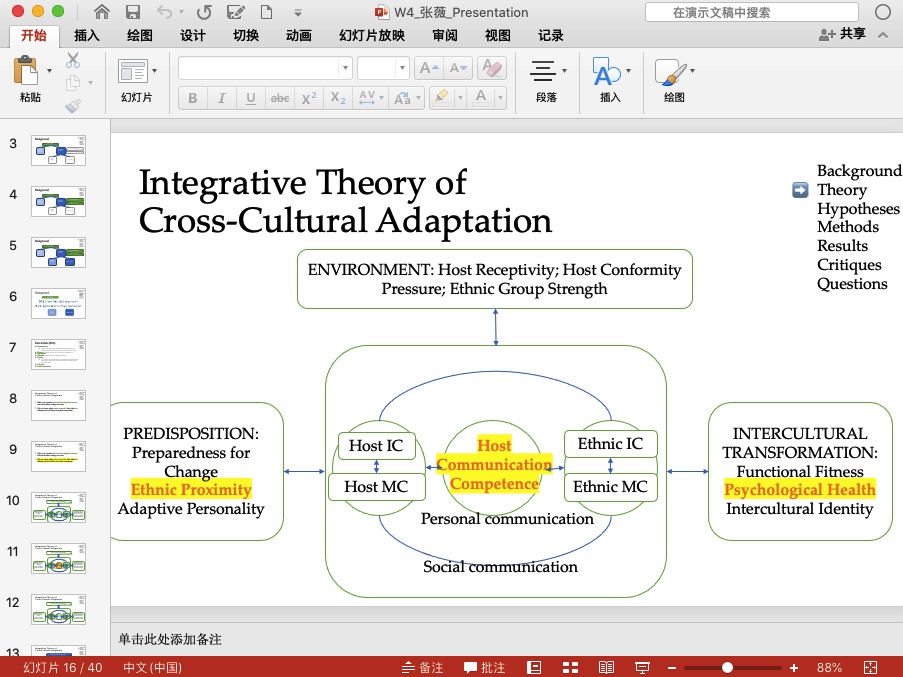 W4_张薇_Presentation
在演示文稿中搜索
开始 插入 绘图 设计 切换 动画 幻灯片放映 审阅 视图 记录 共享
粘贴 幻灯片 段落 插入 绘图
B I U abc X² X₂ AV Aa A
3
4
5
6
7
8
9
10
11
12
13
Integrative Theory of
Cross-Cultural Adaptation
Background
Theory
Hypotheses
Methods
Results
Critiques
Questions
ENVIRONMENT: Host Receptivity; Host Conformity
Pressure; Ethnic Group Strength
PREDISPOSITION:
Preparedness for
Change
Ethnic Proximity
Adaptive Personality
Host IC
Host MC
Host
Communication
Competence
Ethnic IC
Ethnic MC
Personal communication
Social communication
INTERCULTURAL
TRANSFORMATION:
Functional Fitness
Psychological Health
Intercultural Identity
单击此处添加备注
幻灯片 16 / 40 中文 (中国) 备注 批注 88%